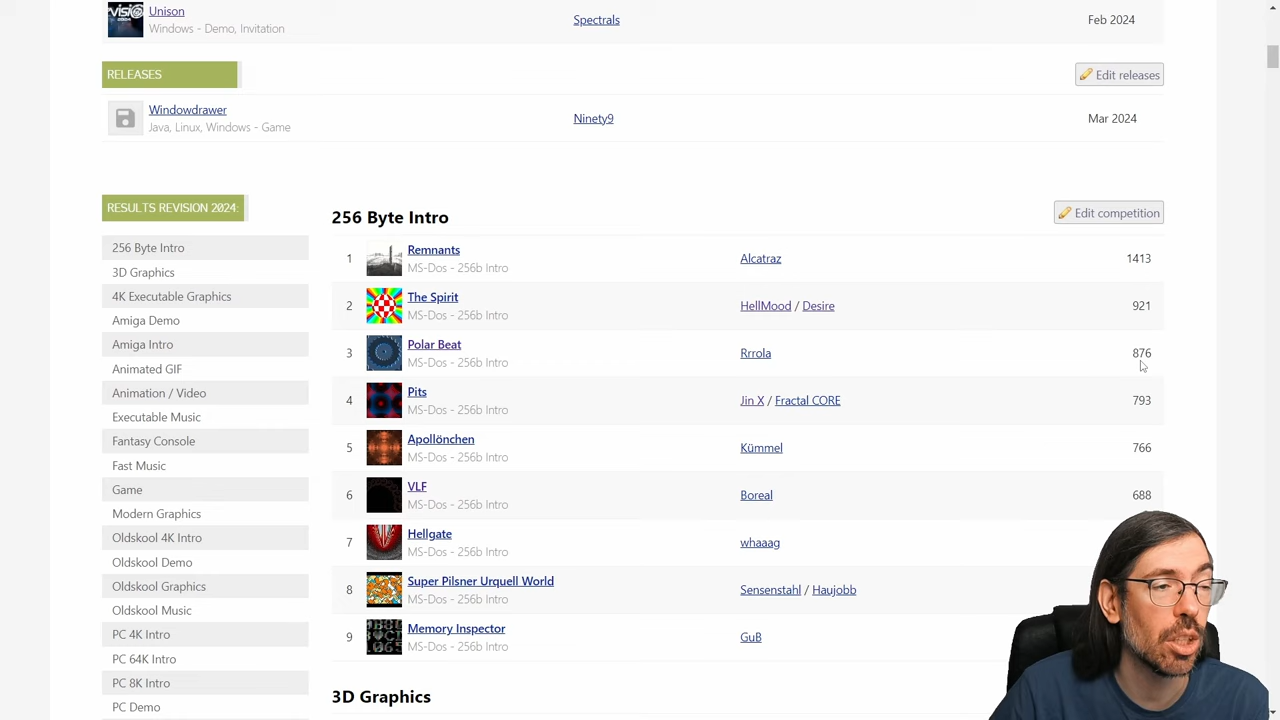 Unison
Windows - Demo, Invitation
Spectrals
Feb 2024
RELEASES
Edit releases
Windowdrawer
Java, Linux, Windows - Game
Ninety9
Mar 2024
RESULTS REVISION 2024:
256 Byte Intro
3D Graphics
4K Executable Graphics
Amiga Demo
Amiga Intro
Animated GIF
Animation / Video
Executable Music
Fantasy Console
Fast Music
Game
Modern Graphics
Oldskool 4K Intro
Oldskool Demo
Oldskool Graphics
Oldskool Music
PC 4K Intro
PC 64K Intro
PC 8K Intro
PC Demo
256 Byte Intro
Edit competition
1 Remnants Alcatraz 1413
MS-Dos - 256b Intro
2 The Spirit HellMood / Desire 921
MS-Dos - 256b Intro
3 Polar Beat Rrrola 876
MS-Dos - 256b Intro
4 Pits Jin X / Fractal CORE 793
MS-Dos - 256b Intro
5 Apollönchen Kümmel 766
MS-Dos - 256b Intro
6 VLF Boreal 688
MS-Dos - 256b Intro
7 Hellgate whaaag
MS-Dos - 256b Intro
8 Super Pilsner Urquell World Sensenstahl / Haujobb
MS-Dos - 256b Intro
9 Memory Inspector GuB
MS-Dos - 256b Intro
3D Graphics